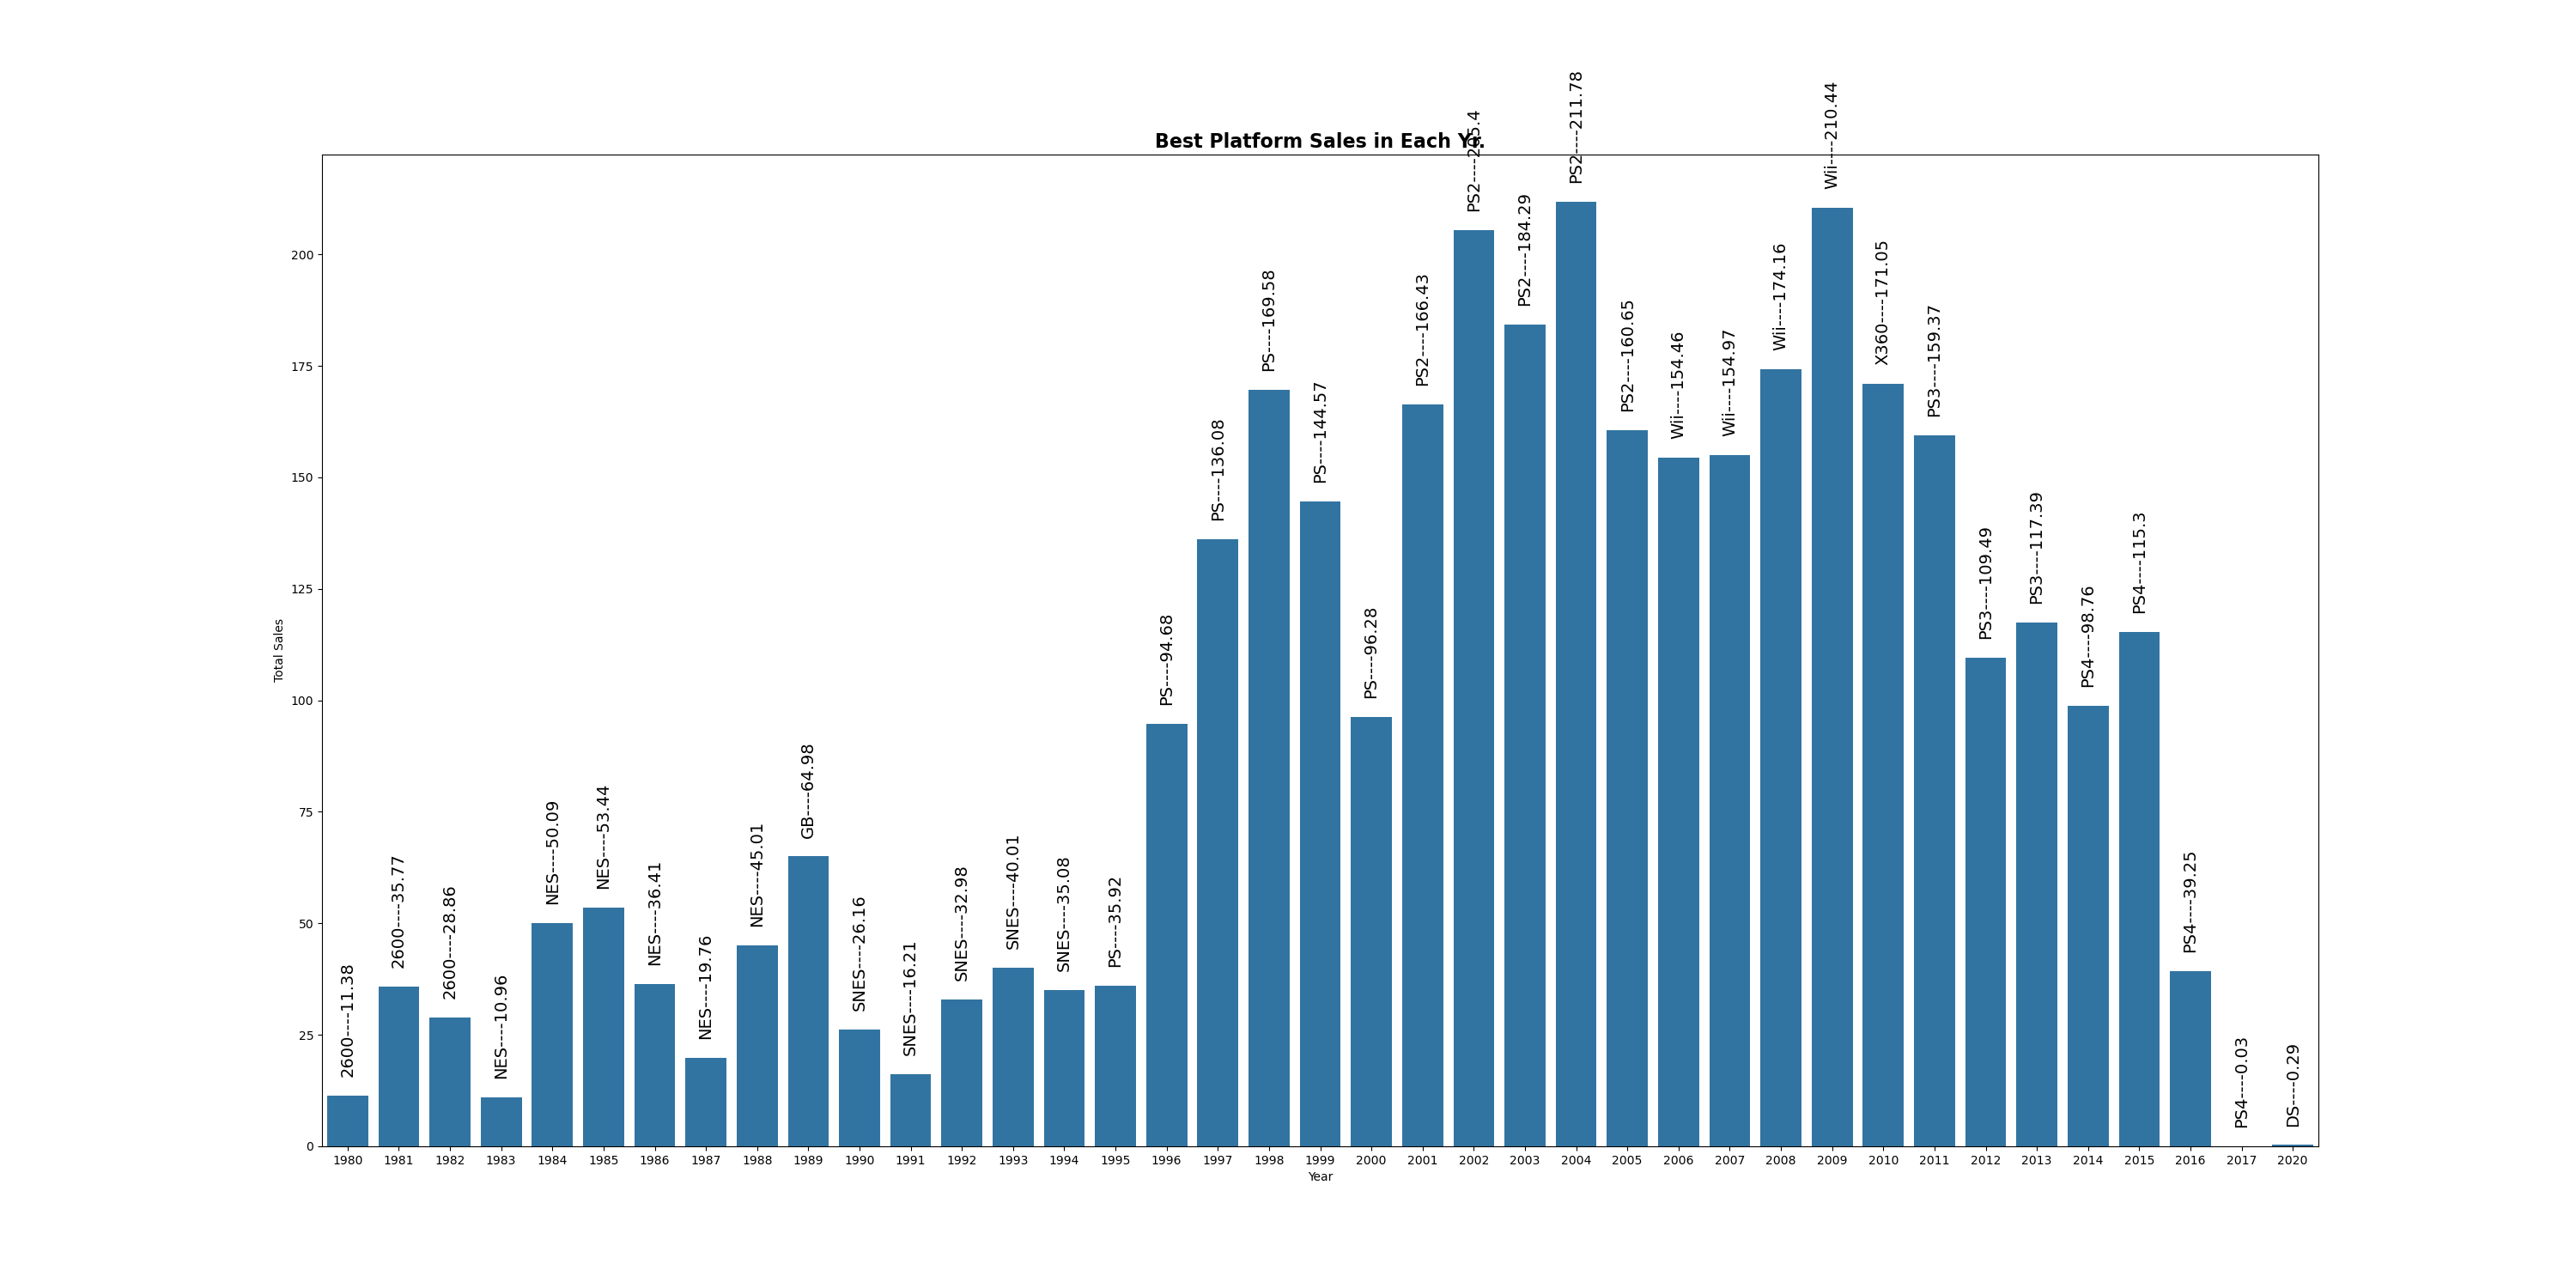 Best Platform Sales in Each
Total Sales
200
175
150
125
100
75
50
25
0
2600----11.38
2600----35.77
2600----28.86
NES----10.96
NES----50.09
NES----53.44
NES----36.41
NES----19.76
NES----45.01
GB----64.98
SNES----26.16
SNES----16.21
SNES----32.98
SNES----40.01
SNES----35.08
PS----35.92
PS----94.68
PS----136.08
PS----169.58
PS----144.57
PS----96.28
PS2----166.43
PS2----205.4
PS2----184.29
PS2----211.78
PS2----160.65
Wii----154.46
Wii----154.97
Wii----174.16
Wii----210.44
X360----171.05
PS3----159.37
PS3----109.49
PS3----117.39
PS4----98.76
PS4----115.3
PS4----39.25
PS4----0.03
DS----0.29
1980 1981 1982 1983 1984 1985 1986 1987 1988 1989 1990 1991 1992 1993 1994 1995 1996 1997 1998 1999 2000 2001 2002 2003 2004 2005 2006 2007 2008 2009 2010 2011 2012 2013 2014 2015 2016 2017 2020
Year